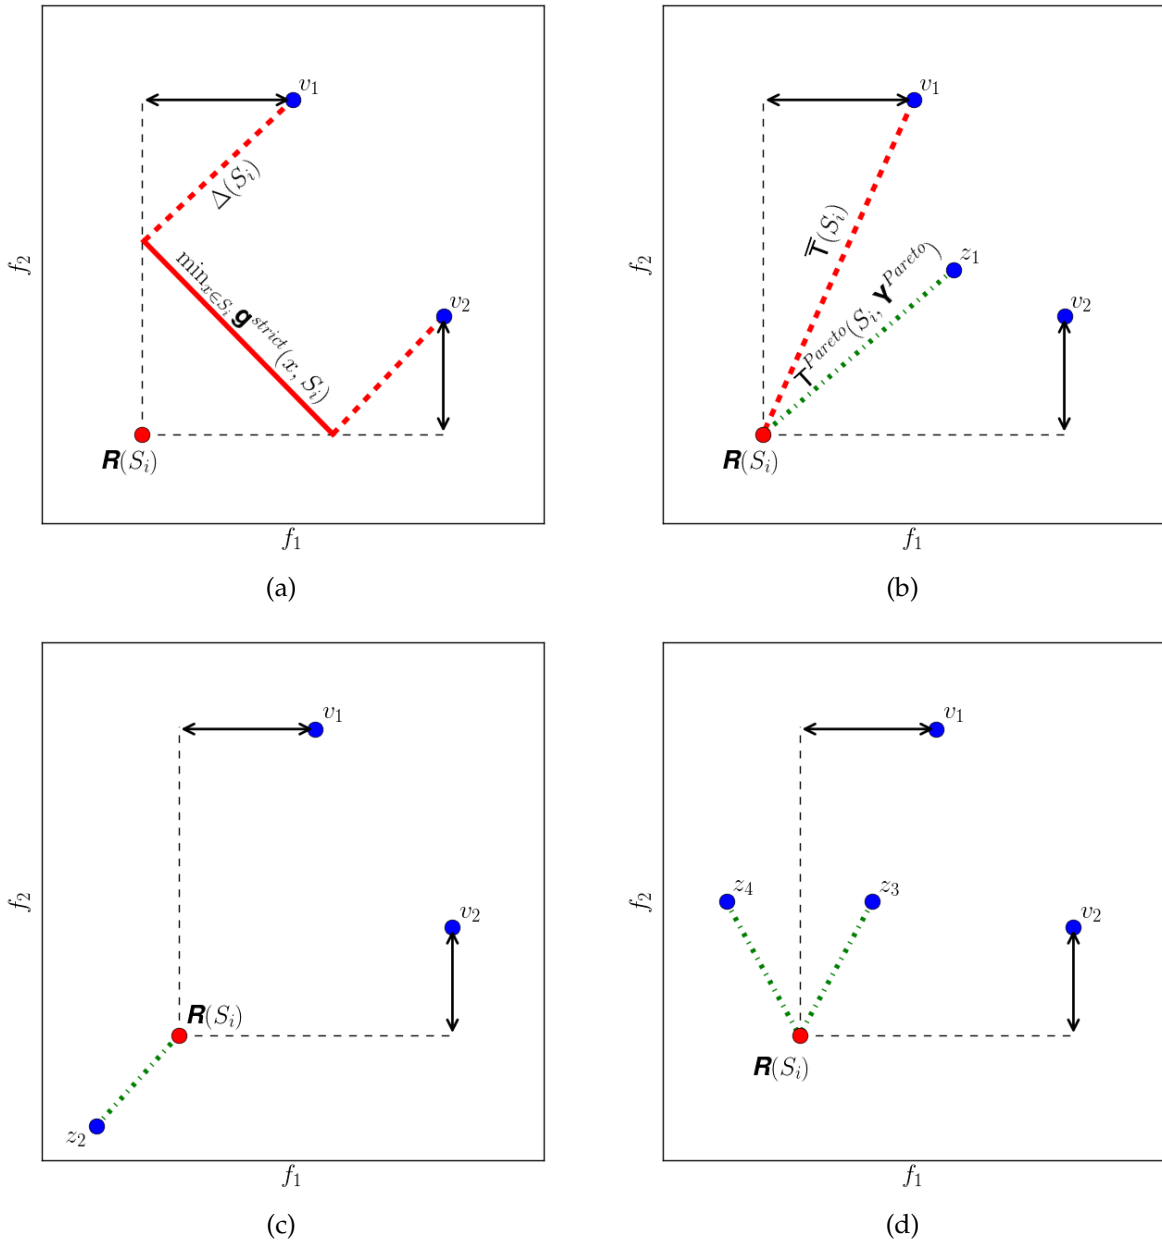 v₁
Δ(Sᵢ)
min_{x∈Sᵢ} g^{strict}(x, Sᵢ)
v₂
R(Sᵢ)
f₂
f₁
(a)
v₁
T̿(Sᵢ)
z₁
T^{Pareto}(Sᵢ, Y^{Pareto})
v₂
R(Sᵢ)
f₂
f₁
(b)
v₁
v₂
R(Sᵢ)
z₂
f₂
f₁
(c)
v₁
z₄
z₃
v₂
R(Sᵢ)
f₂
f₁
(d)